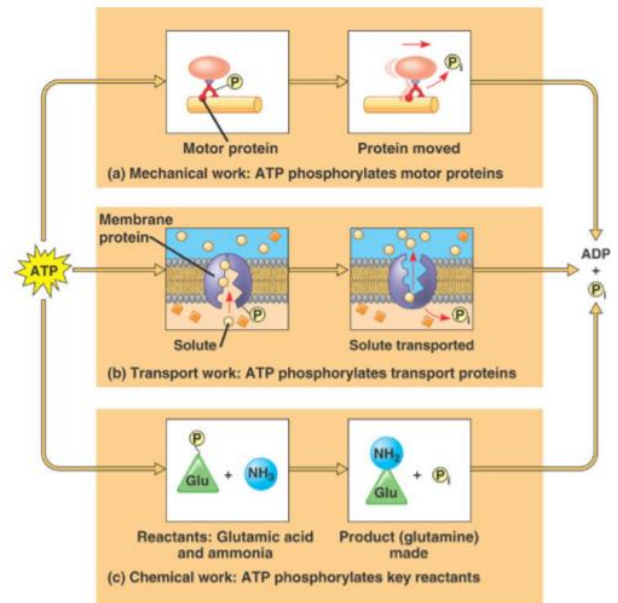 P
Pi
Motor protein
Protein moved
(a) Mechanical work: ATP phosphorylates motor proteins
Membrane
protein
ATP
P
Pi
ADP
+
Pi
Solute
Solute transported
(b) Transport work: ATP phosphorylates transport proteins
P
Glu + NH3
NH2
Glu + Pi
Reactants: Glutamic acid
and ammonia
Product (glutamine)
made
(c) Chemical work: ATP phosphorylates key reactants